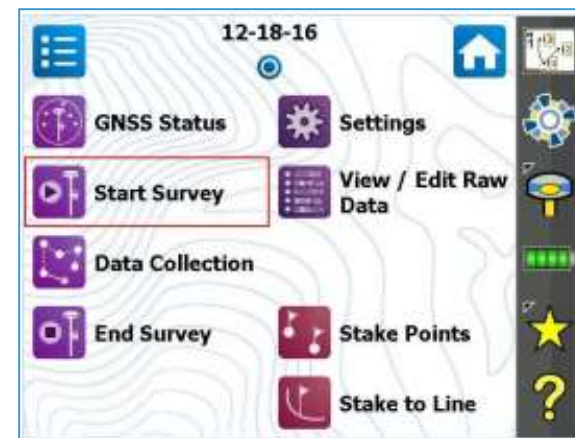 12-18-16
GNSS Status
Settings
Start Survey
View / Edit Raw
Data
Data Collection
End Survey
Stake Points
Stake to Line
?